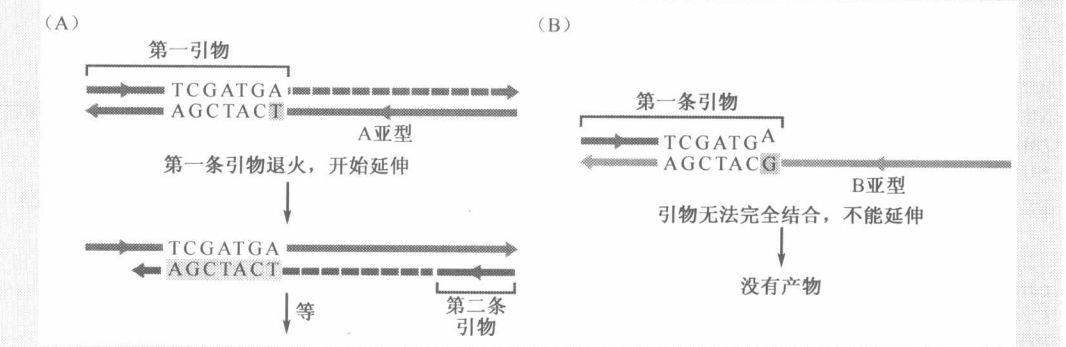 (A)
第一引物
TCGATGA
AGCTACT
A亚型
第一条引物退火，开始延伸
TCGATGA
AGCTACT
等
第二条
引物
(B)
第一条引物
TCGATGA
AGCTACG
B亚型
引物无法完全结合，不能延伸
没有产物